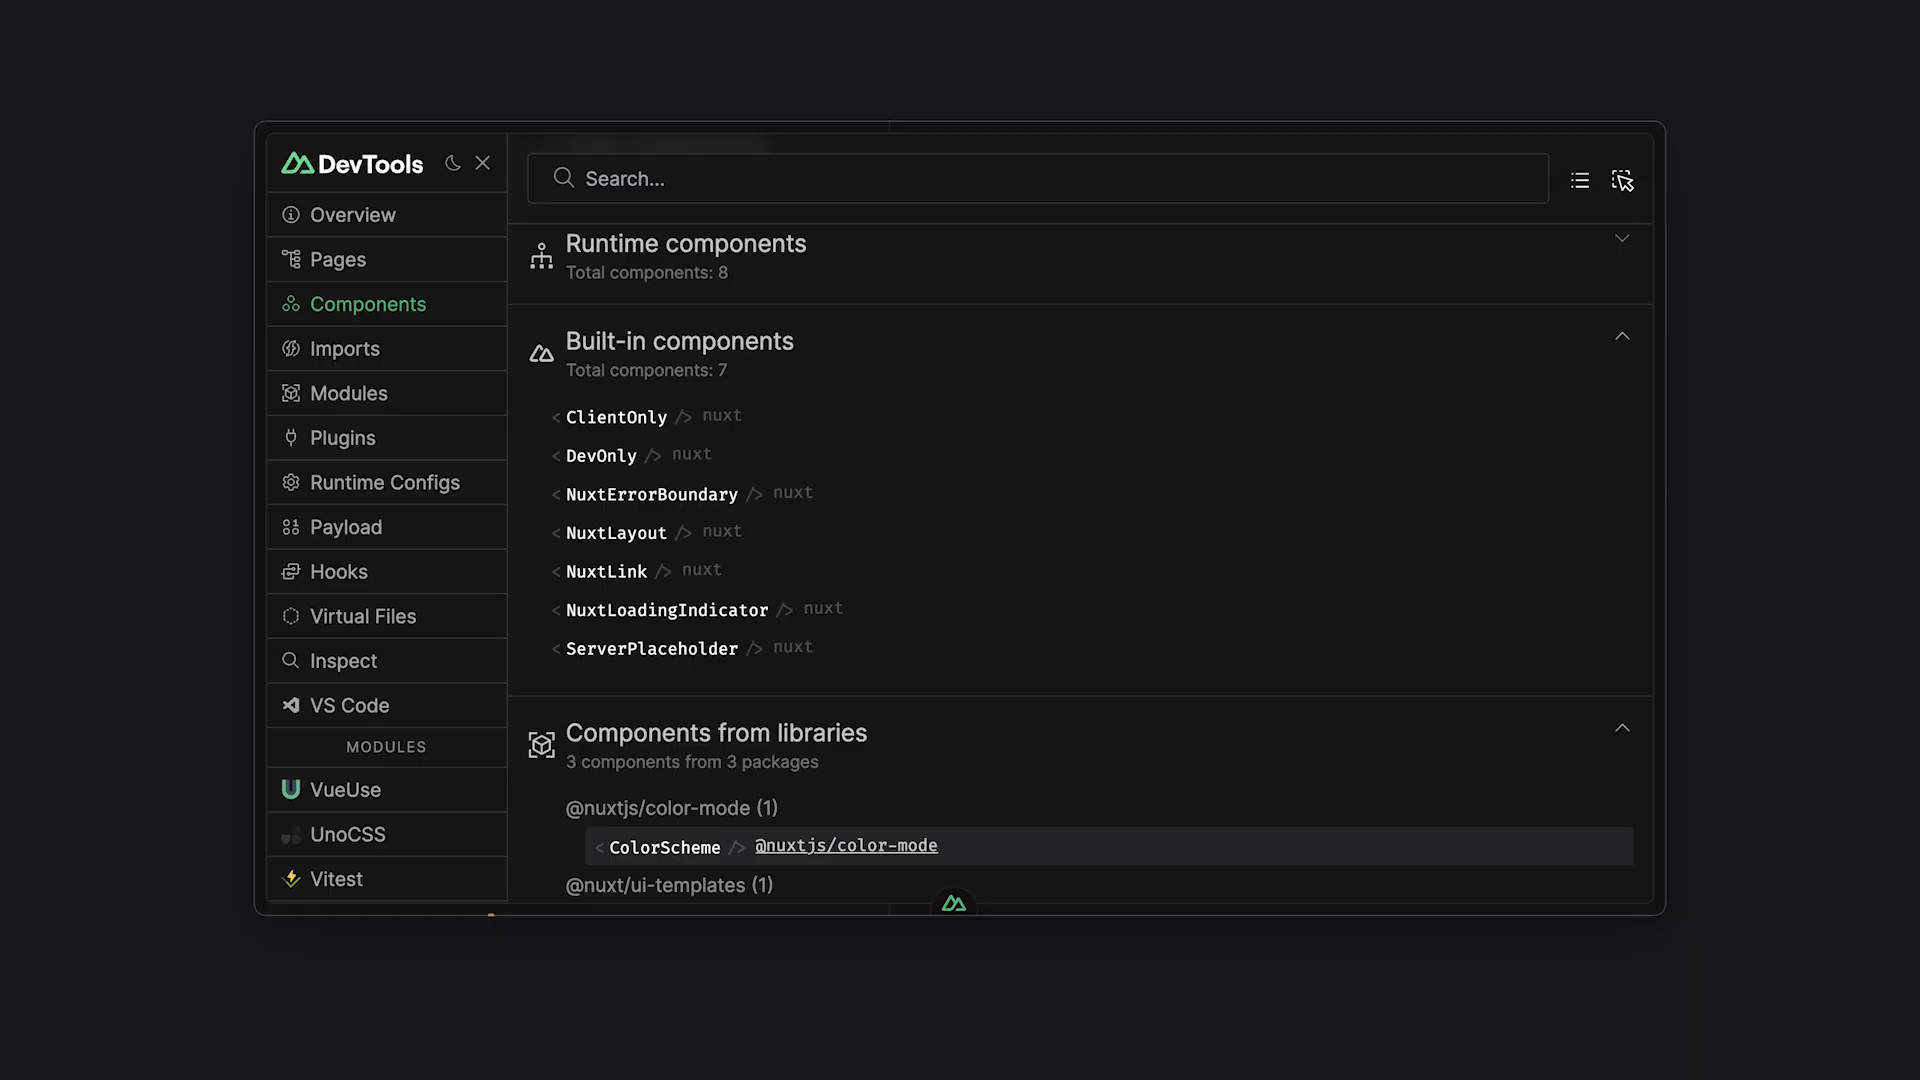 DevTools
Overview
Pages
Components
Imports
Modules
Plugins
Runtime Configs
Payload
Hooks
Virtual Files
Inspect
VS Code
MODULES
VueUse
UnoCSS
Vitest
Search...
Runtime components
Total components: 8
Built-in components
Total components: 7
<ClientOnly /> nuxt
<DevOnly /> nuxt
<NuxtErrorBoundary /> nuxt
<NuxtLayout /> nuxt
<NuxtLink /> nuxt
<NuxtLoadingIndicator /> nuxt
<ServerPlaceholder /> nuxt
Components from libraries
3 components from 3 packages
@nuxtjs/color-mode (1)
<ColorScheme /> @nuxtjs/color-mode
@nuxt/ui-templates (1)